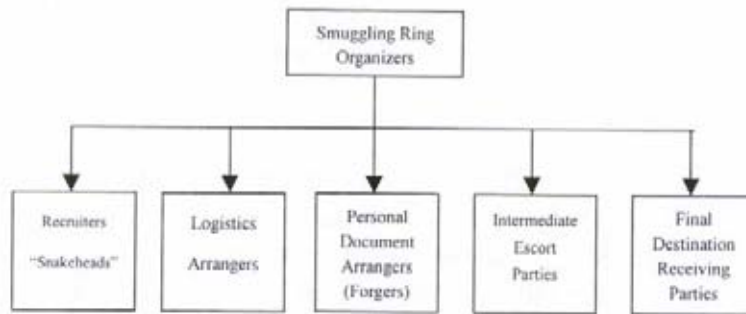 Smuggling Ring
Organizers
Recruiters
"Snakeheads"
Logistics
Arrangers
Personal
Document
Arrangers
(Forgers)
Intermediate
Escort
Parties
Final
Destination
Receiving
Parties